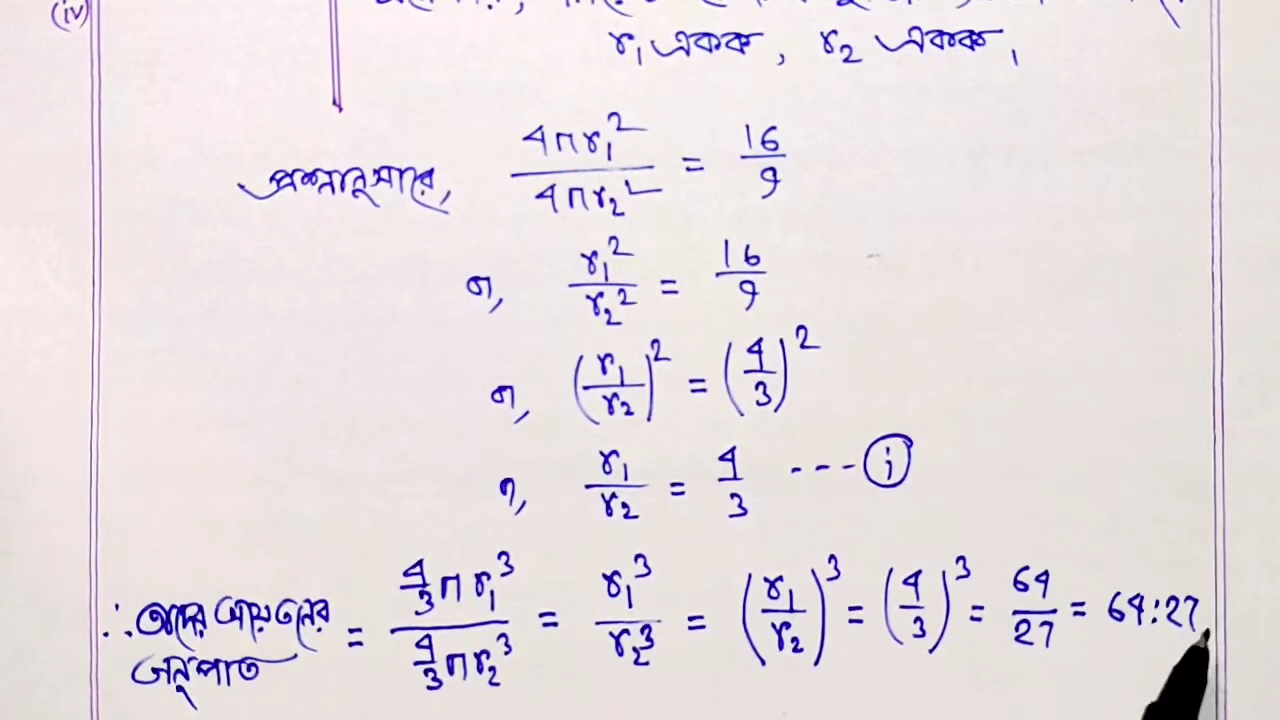 (iv)
r₁ একক, r₂ একক,
প্রশ্নানুসারে, 4πr₁²/4πr₂² = 16/9
বা, r₁²/r₂² = 16/9
বা, (r₁/r₂)² = (4/3)²
বা, r₁/r₂ = 4/3 --- (i)
∴ তাদের আয়তনের অনুপাত = 4/3 πr₁³ / 4/3 πr₂³ = r₁³/r₂³ = (r₁/r₂)³ = (4/3)³ = 64/27 = 64:27